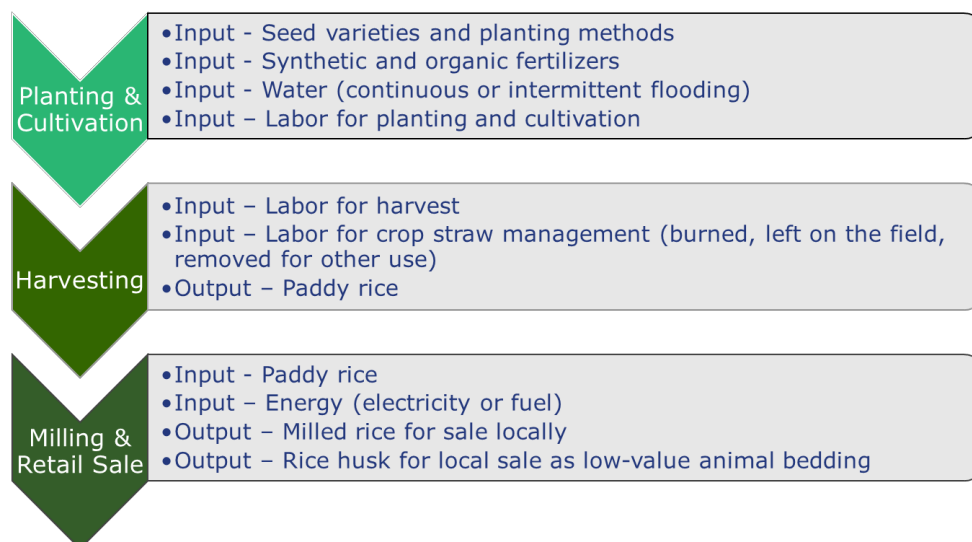 Planting &
Cultivation
•Input - Seed varieties and planting methods
•Input - Synthetic and organic fertilizers
•Input - Water (continuous or intermittent flooding)
•Input – Labor for planting and cultivation
Harvesting
•Input – Labor for harvest
•Input – Labor for crop straw management (burned, left on the field,
removed for other use)
•Output – Paddy rice
Milling &
Retail Sale
•Input - Paddy rice
•Input – Energy (electricity or fuel)
•Output – Milled rice for sale locally
•Output – Rice husk for local sale as low-value animal bedding